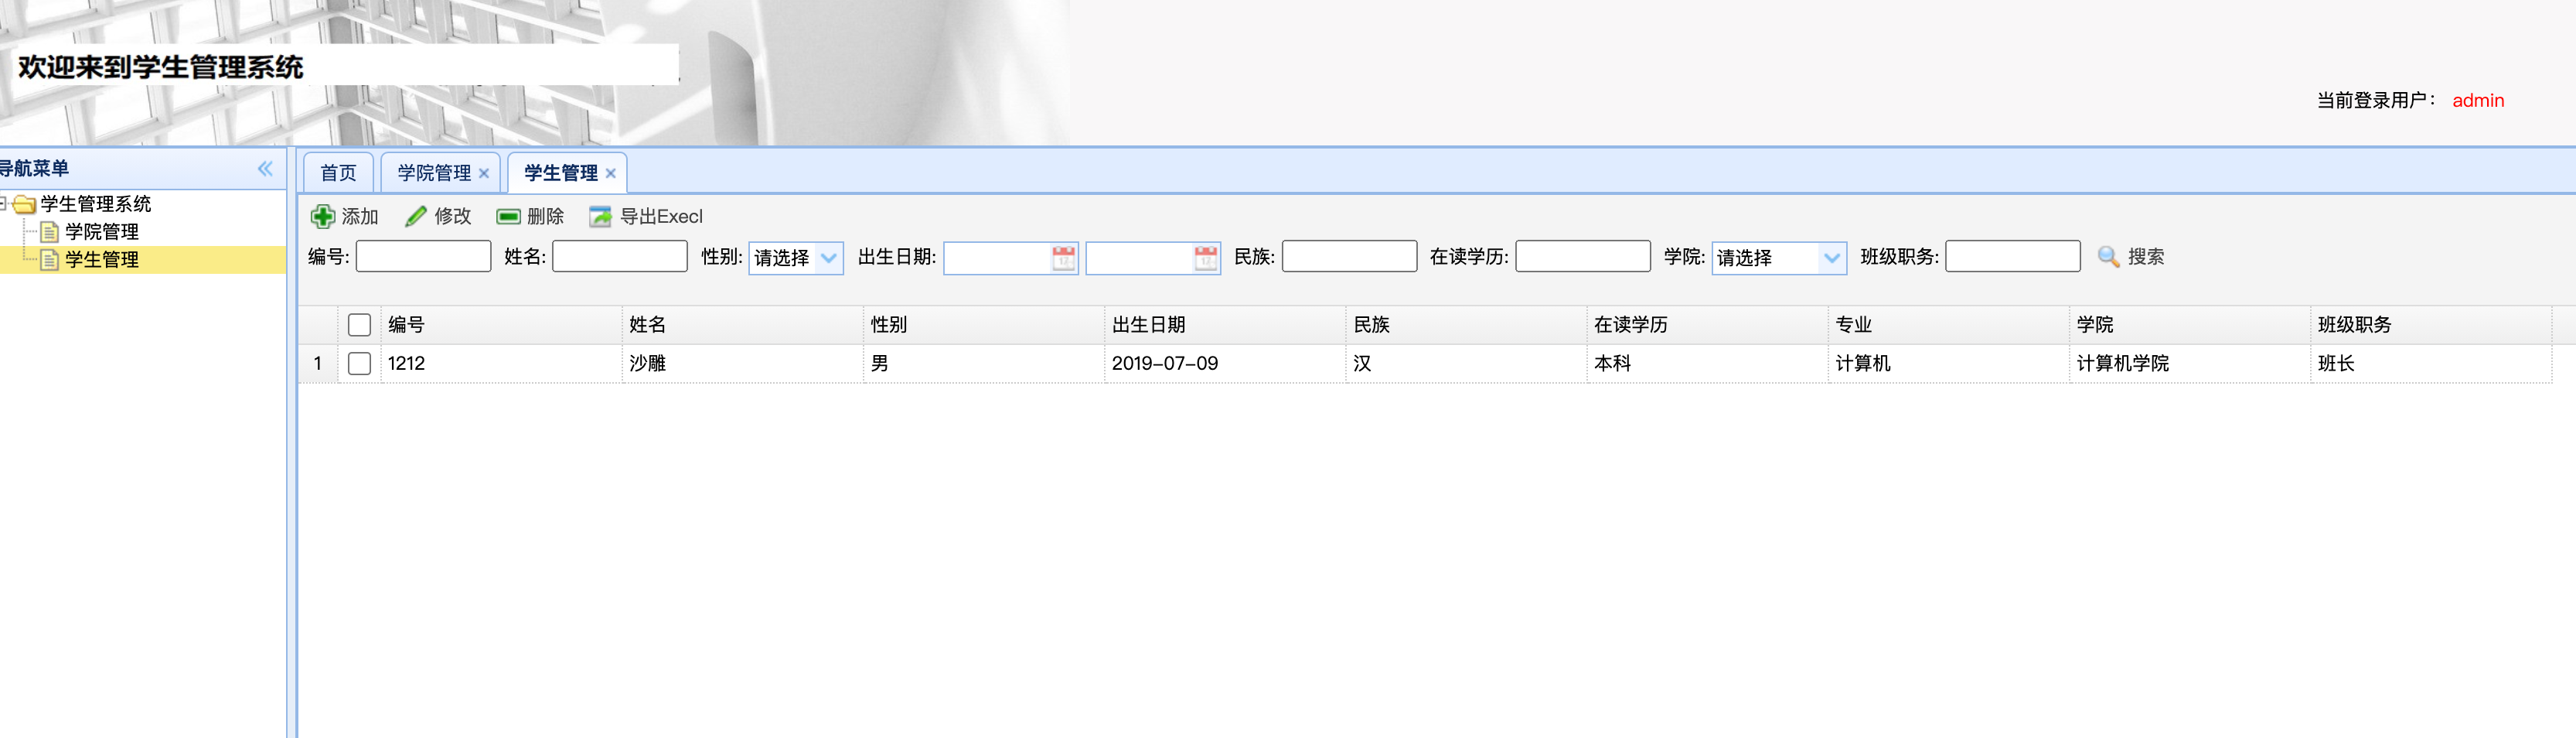 欢迎来到学生管理系统
当前登录用户： admin
导航菜单
学生管理系统
学院管理
学生管理
首页 学院管理 学生管理
添加 修改 删除 导出Execl
编号: 姓名: 性别: 请选择 出生日期: 民族: 在读学历: 学院: 请选择 班级职务: 搜索
编号 姓名 性别 出生日期 民族 在读学历 专业 学院 班级职务
1 1212 沙雕 男 2019-07-09 汉 本科 计算机 计算机学院 班长